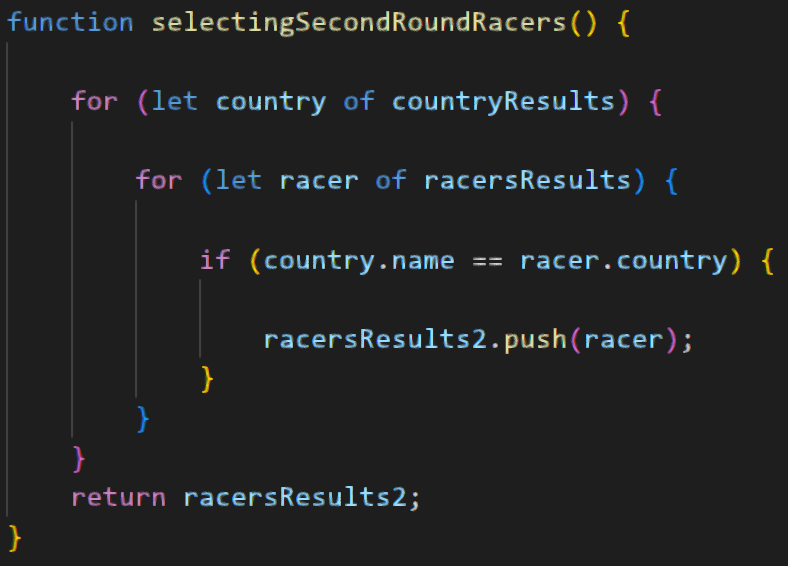 function selectingSecondRoundRacers() {
for (let country of countryResults) {
for (let racer of racersResults) {
if (country.name == racer.country) {
racersResults2.push(racer);
}
}
}
return racersResults2;
}